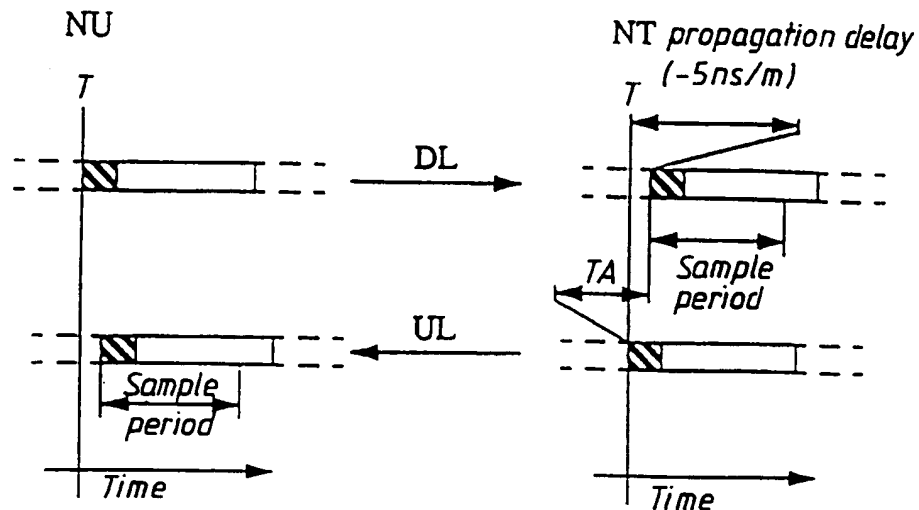 NU
NT propagation delay
(-5ns/m)
T
T
DL
Sample
period
TA
UL
Sample
period
Time
Time